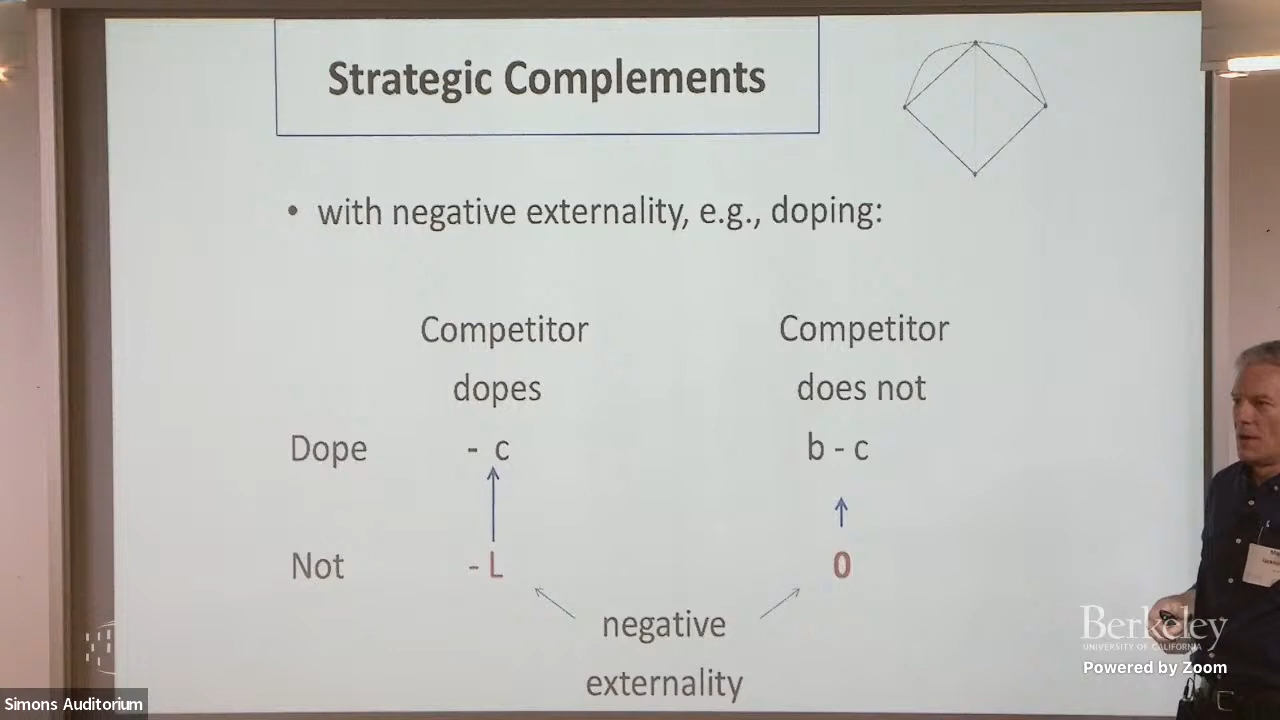 Strategic Complements
• with negative externality, e.g., doping:
Competitor Competitor
dopes does not
Dope - c b - c
Not - L 0
negative
externality
Berkeley
UNIVERSITY OF CALIFORNIA
Powered by Zoom
Simons Auditorium